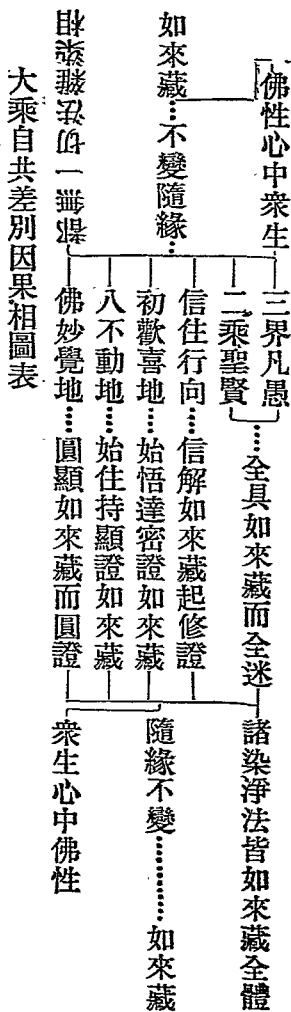 佛性心中衆生
如來藏…不變隨緣…
都無一切法雜染相
三界凡愚
二乘聖賢
……全具如來藏而全迷
信住行向……信解如來藏起修證
初歡喜地……始悟達密證如來藏
八不動地……始住持顯證如來藏
佛妙覺地……圓顯如來藏而圓證
諸染淨法皆如來藏全體
隨緣不變…………如來藏
衆生心中佛性
大乘自共差別因果相圖表